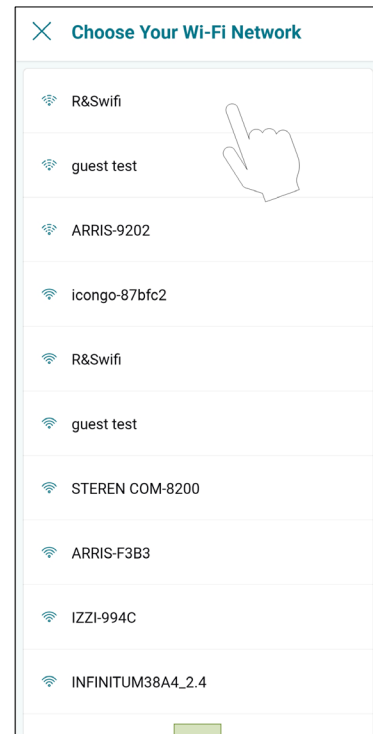 Choose Your Wi-Fi Network
R&Swifi
guest test
ARRIS-9202
icongo-87bfc2
R&Swifi
guest test
STEREN COM-8200
ARRIS-F3B3
IZZI-994C
INFINITUM38A4_2.4